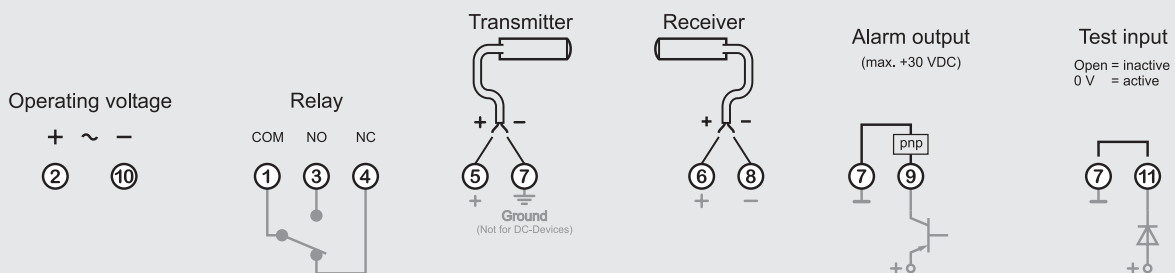 Operating voltage
+ ~ −
2 10
Relay
COM NO NC
1 3 4
Transmitter
+ −
5 7
+
Ground
(Not for DC-Devices)
Receiver
+ −
6 8
+ −
Alarm output
(max. +30 VDC)
pnp
7 9
+
Test input
Open = inactive
0 V = active
7 11
+